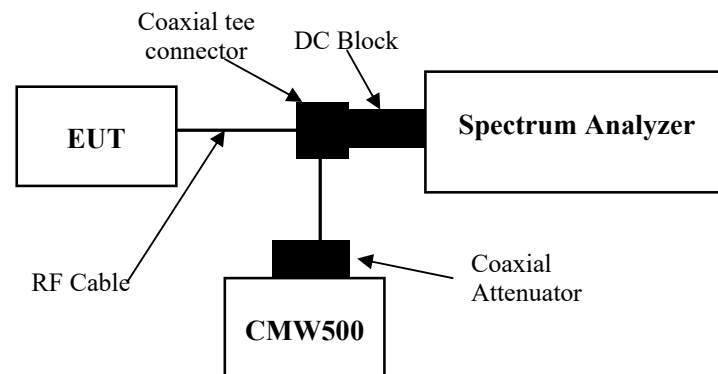 Coaxial tee
connector
DC Block
EUT
Spectrum Analyzer
RF Cable
Coaxial
Attenuator
CMW500